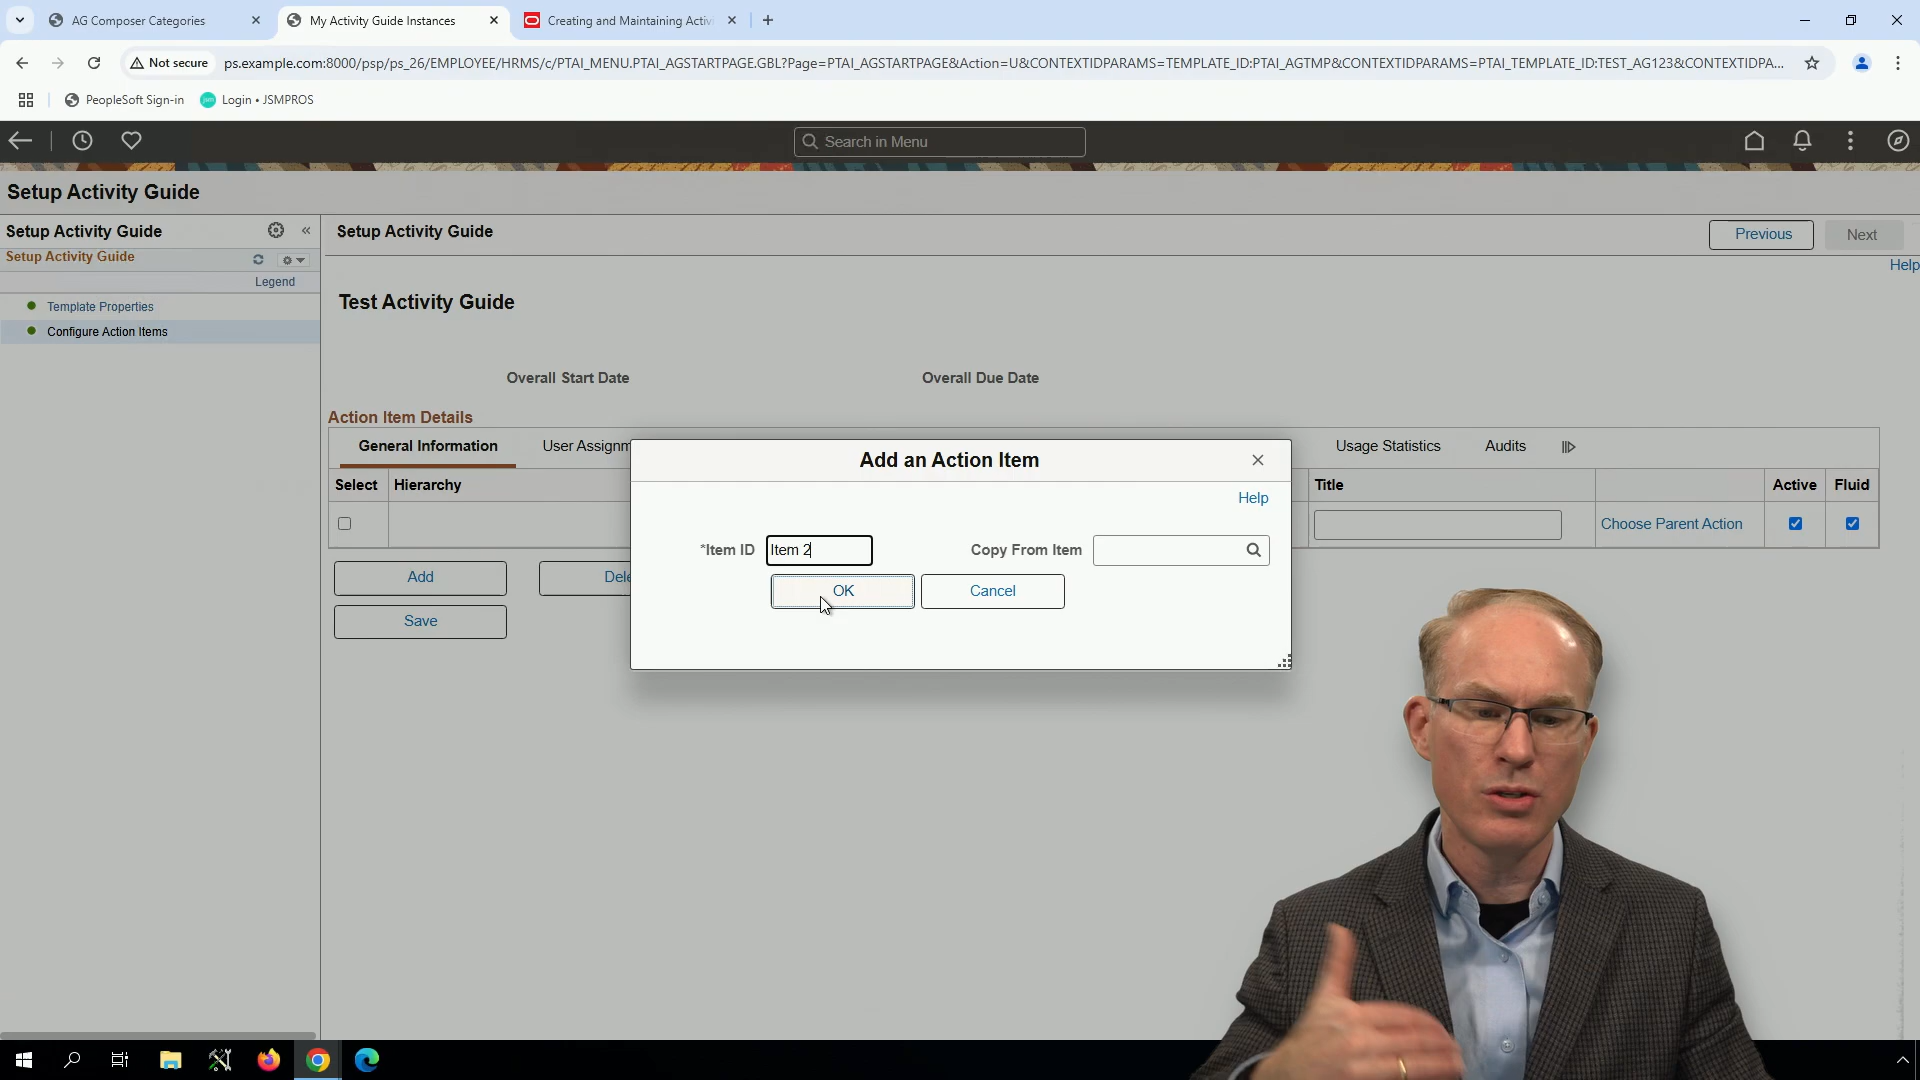 AG Composer Categories
My Activity Guide Instances
Creating and Maintaining Activi
Not secure
ps.example.com:8000/psp/ps_26/EMPLOYEE/HRMS/c/PTAI_MENU.PTAI_AGSTARTPAGE.GBL?Page=PTAI_AGSTARTPAGE&Action=U&CONTEXTIDPARAMS=TEMPLATE_ID:PTAI_AGTMP&CONTEXTIDPARAMS=PTAI_TEMPLATE_ID:TEST_AG123&CONTEXTIDPA...
PeopleSoft Sign-in
Login • JSMPROS
Search in Menu
Setup Activity Guide
Setup Activity Guide
Setup Activity Guide
Legend
Template Properties
Configure Action Items
Setup Activity Guide
Previous
Next
Help
Test Activity Guide
Overall Start Date
Overall Due Date
Action Item Details
General Information
User Assignm
Usage Statistics
Audits
Select
Hierarchy
Title
Active
Fluid
Choose Parent Action
Add
Dele
Save
Add an Action Item
Help
*Item ID
Item 2
Copy From Item
OK
Cancel